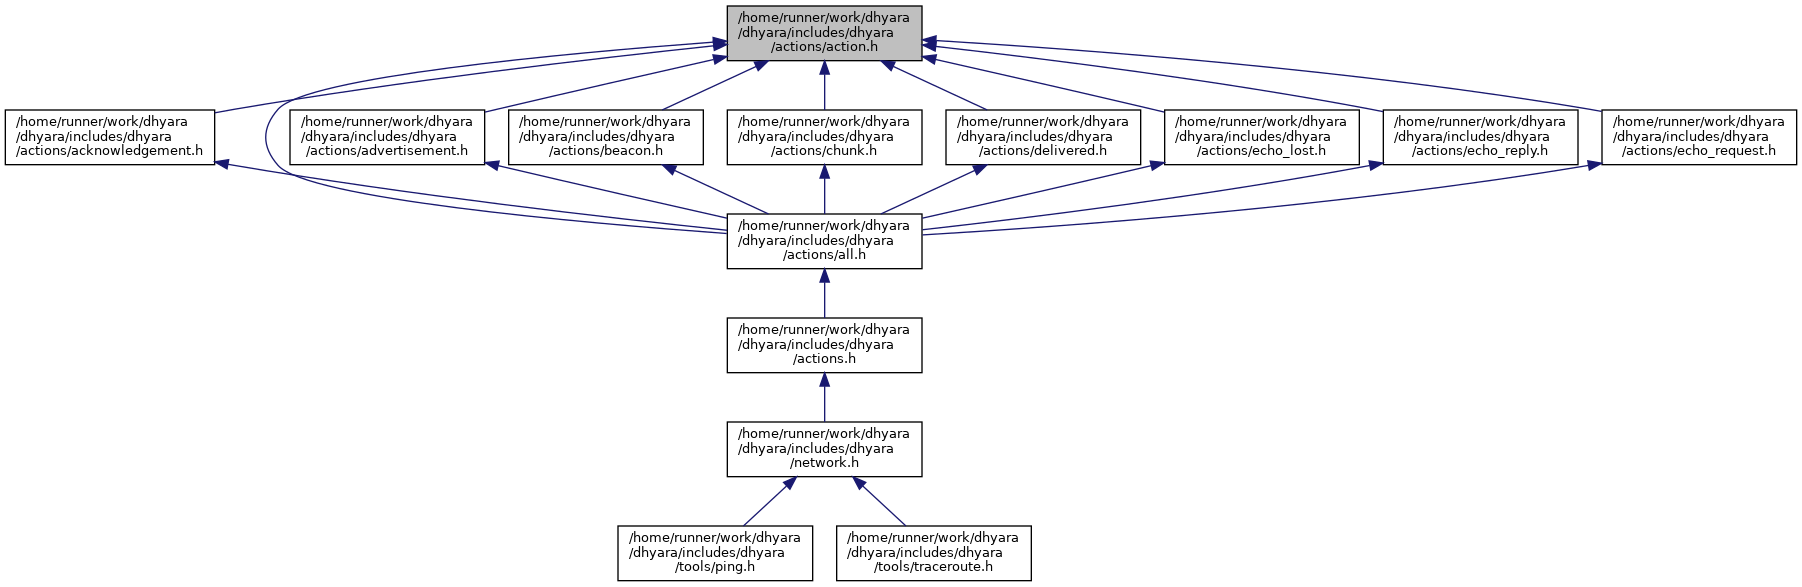 /home/runner/work/dhyara
/dhyara/includes/dhyara
/actions/action.h
/home/runner/work/dhyara
/dhyara/includes/dhyara
/actions/acknowledgement.h
/home/runner/work/dhyara
/dhyara/includes/dhyara
/actions/advertisement.h
/home/runner/work/dhyara
/dhyara/includes/dhyara
/actions/beacon.h
/home/runner/work/dhyara
/dhyara/includes/dhyara
/actions/chunk.h
/home/runner/work/dhyara
/dhyara/includes/dhyara
/actions/delivered.h
/home/runner/work/dhyara
/dhyara/includes/dhyara
/actions/echo_lost.h
/home/runner/work/dhyara
/dhyara/includes/dhyara
/actions/echo_reply.h
/home/runner/work/dhyara
/dhyara/includes/dhyara
/actions/echo_request.h
/home/runner/work/dhyara
/dhyara/includes/dhyara
/actions/all.h
/home/runner/work/dhyara
/dhyara/includes/dhyara
/actions.h
/home/runner/work/dhyara
/dhyara/includes/dhyara
/network.h
/home/runner/work/dhyara
/dhyara/includes/dhyara
/tools/ping.h
/home/runner/work/dhyara
/dhyara/includes/dhyara
/tools/traceroute.h